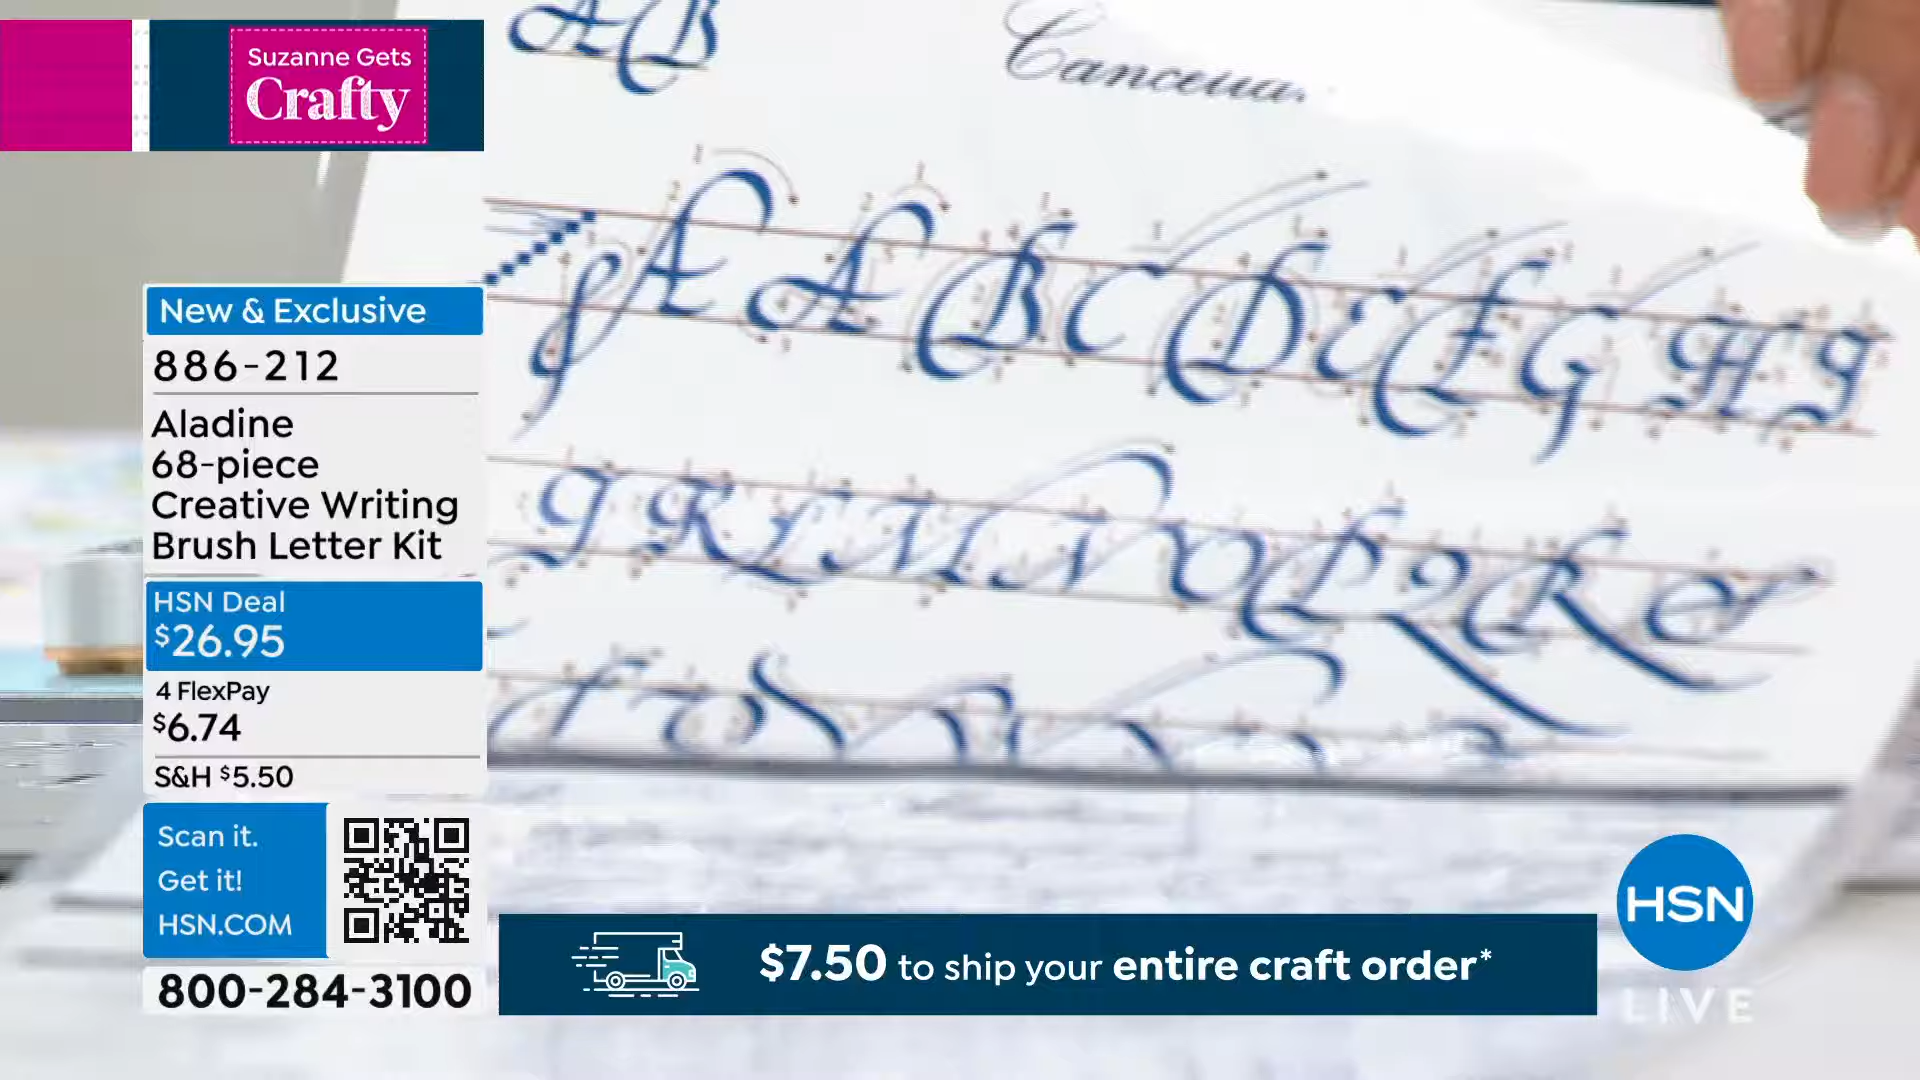 Suzanne Gets
Crafty
A B
New & Exclusive
886-212
Aladine
68-piece
Creative Writing
Brush Letter Kit
HSN Deal
$26.95
4 FlexPay
$6.74
S&H $5.50
Scan it.
Get it!
HSN.COM
800-284-3100
A A B C D E F G H I
J K L M N O P Q R
$7.50 to ship your entire craft order*
HSN
LIVE